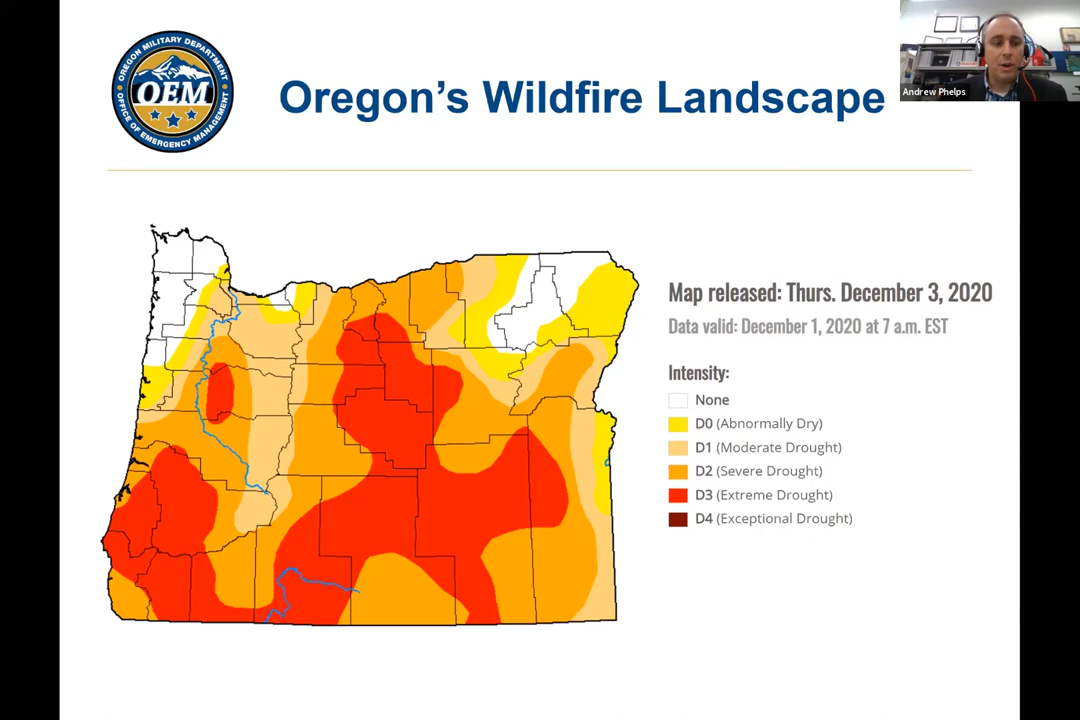 OREGON MILITARY DEPARTMENT
OEM
OFFICE OF EMERGENCY MANAGEMENT
Oregon's Wildfire Landscape
Andrew Phelps
Map released: Thurs. December 3, 2020
Data valid: December 1, 2020 at 7 a.m. EST
Intensity:
None
D0 (Abnormally Dry)
D1 (Moderate Drought)
D2 (Severe Drought)
D3 (Extreme Drought)
D4 (Exceptional Drought)